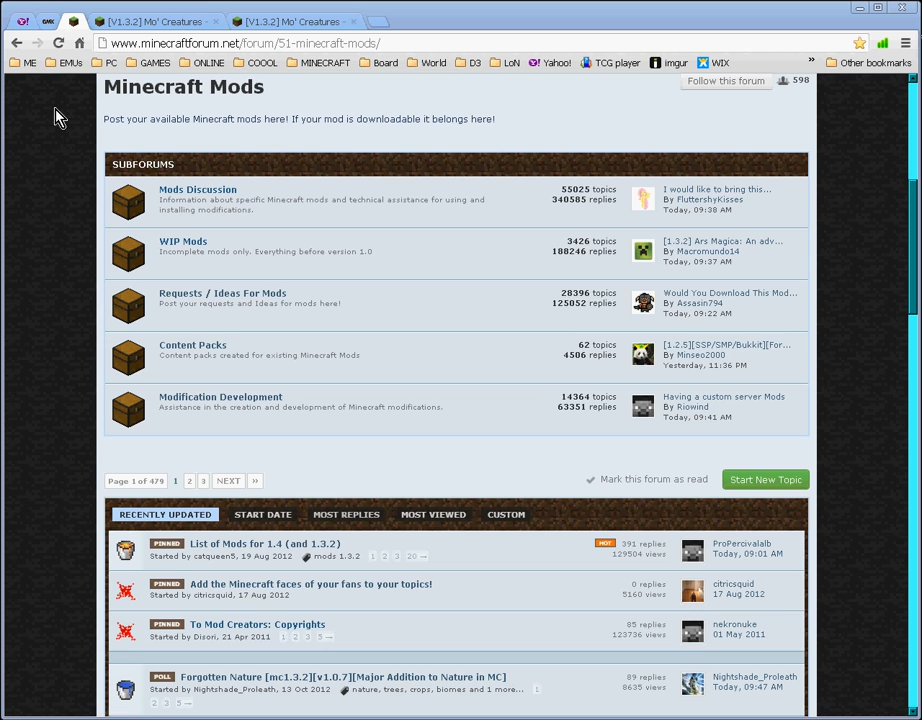 [V1.3.2] Mo' Creatures - × [V1.3.2] Mo' Creatures - ×
www.minecraftforum.net/forum/51-minecraft-mods/
ME EMUs PC GAMES ONLINE COOOL MINECRAFT Board World D3 LoN Y! Yahoo! TCG player imgur WIX » Other bookmarks
Minecraft Mods
Follow this forum 598
Post your available Minecraft mods here! If your mod is downloadable it belongs here!
SUBFORUMS
Mods Discussion
Information about specific Minecraft mods and technical assistance for using and
installing modifications.
55025 topics
340585 replies
I would like to bring this...
By FluttershyKisses
Today, 09:38 AM
WIP Mods
Incomplete mods only. Everything before version 1.0
3426 topics
188246 replies
[1.3.2] Ars Magica: An adv...
By Macromundo14
Today, 09:37 AM
Requests / Ideas For Mods
Post your requests and Ideas for mods here!
28396 topics
125052 replies
Would You Download This Mod...
By Assasin794
Today, 09:22 AM
Content Packs
Content packs created for existing Minecraft Mods
62 topics
4506 replies
[1.2.5][SSP/SMP/Bukkit][For...
By Minseo2000
Yesterday, 11:36 PM
Modification Development
Assistance in the creation and development of Minecraft modifications.
14364 topics
63351 replies
Having a custom server Mods
By Riowind
Today, 09:41 AM
Page 1 of 479 1 2 3 NEXT »
Mark this forum as read Start New Topic
RECENTLY UPDATED START DATE MOST REPLIES MOST VIEWED CUSTOM
PINNED List of Mods for 1.4 (and 1.3.2)
Started by catqueen5, 19 Aug 2012 mods 1.3.2 1 2 3 20 →
HOT 391 replies
129504 views
ProPercivalalb
Today, 09:01 AM
PINNED Add the Minecraft faces of your fans to your topics!
Started by citricsquid, 17 Aug 2012
0 replies
5160 views
citricsquid
17 Aug 2012
PINNED To Mod Creators: Copyrights
Started by Disori, 21 Apr 2011 1 2 3 5 →
85 replies
123736 views
nekronuke
01 May 2011
POLL Forgotten Nature [mc1.3.2][v1.0.7][Major Addition to Nature in MC]
Started by Nightshade_Proleath, 13 Oct 2012 nature, trees, crops, biomes and 1 more... 1
2 3 5 →
89 replies
8635 views
Nightshade_Proleath
Today, 09:47 AM